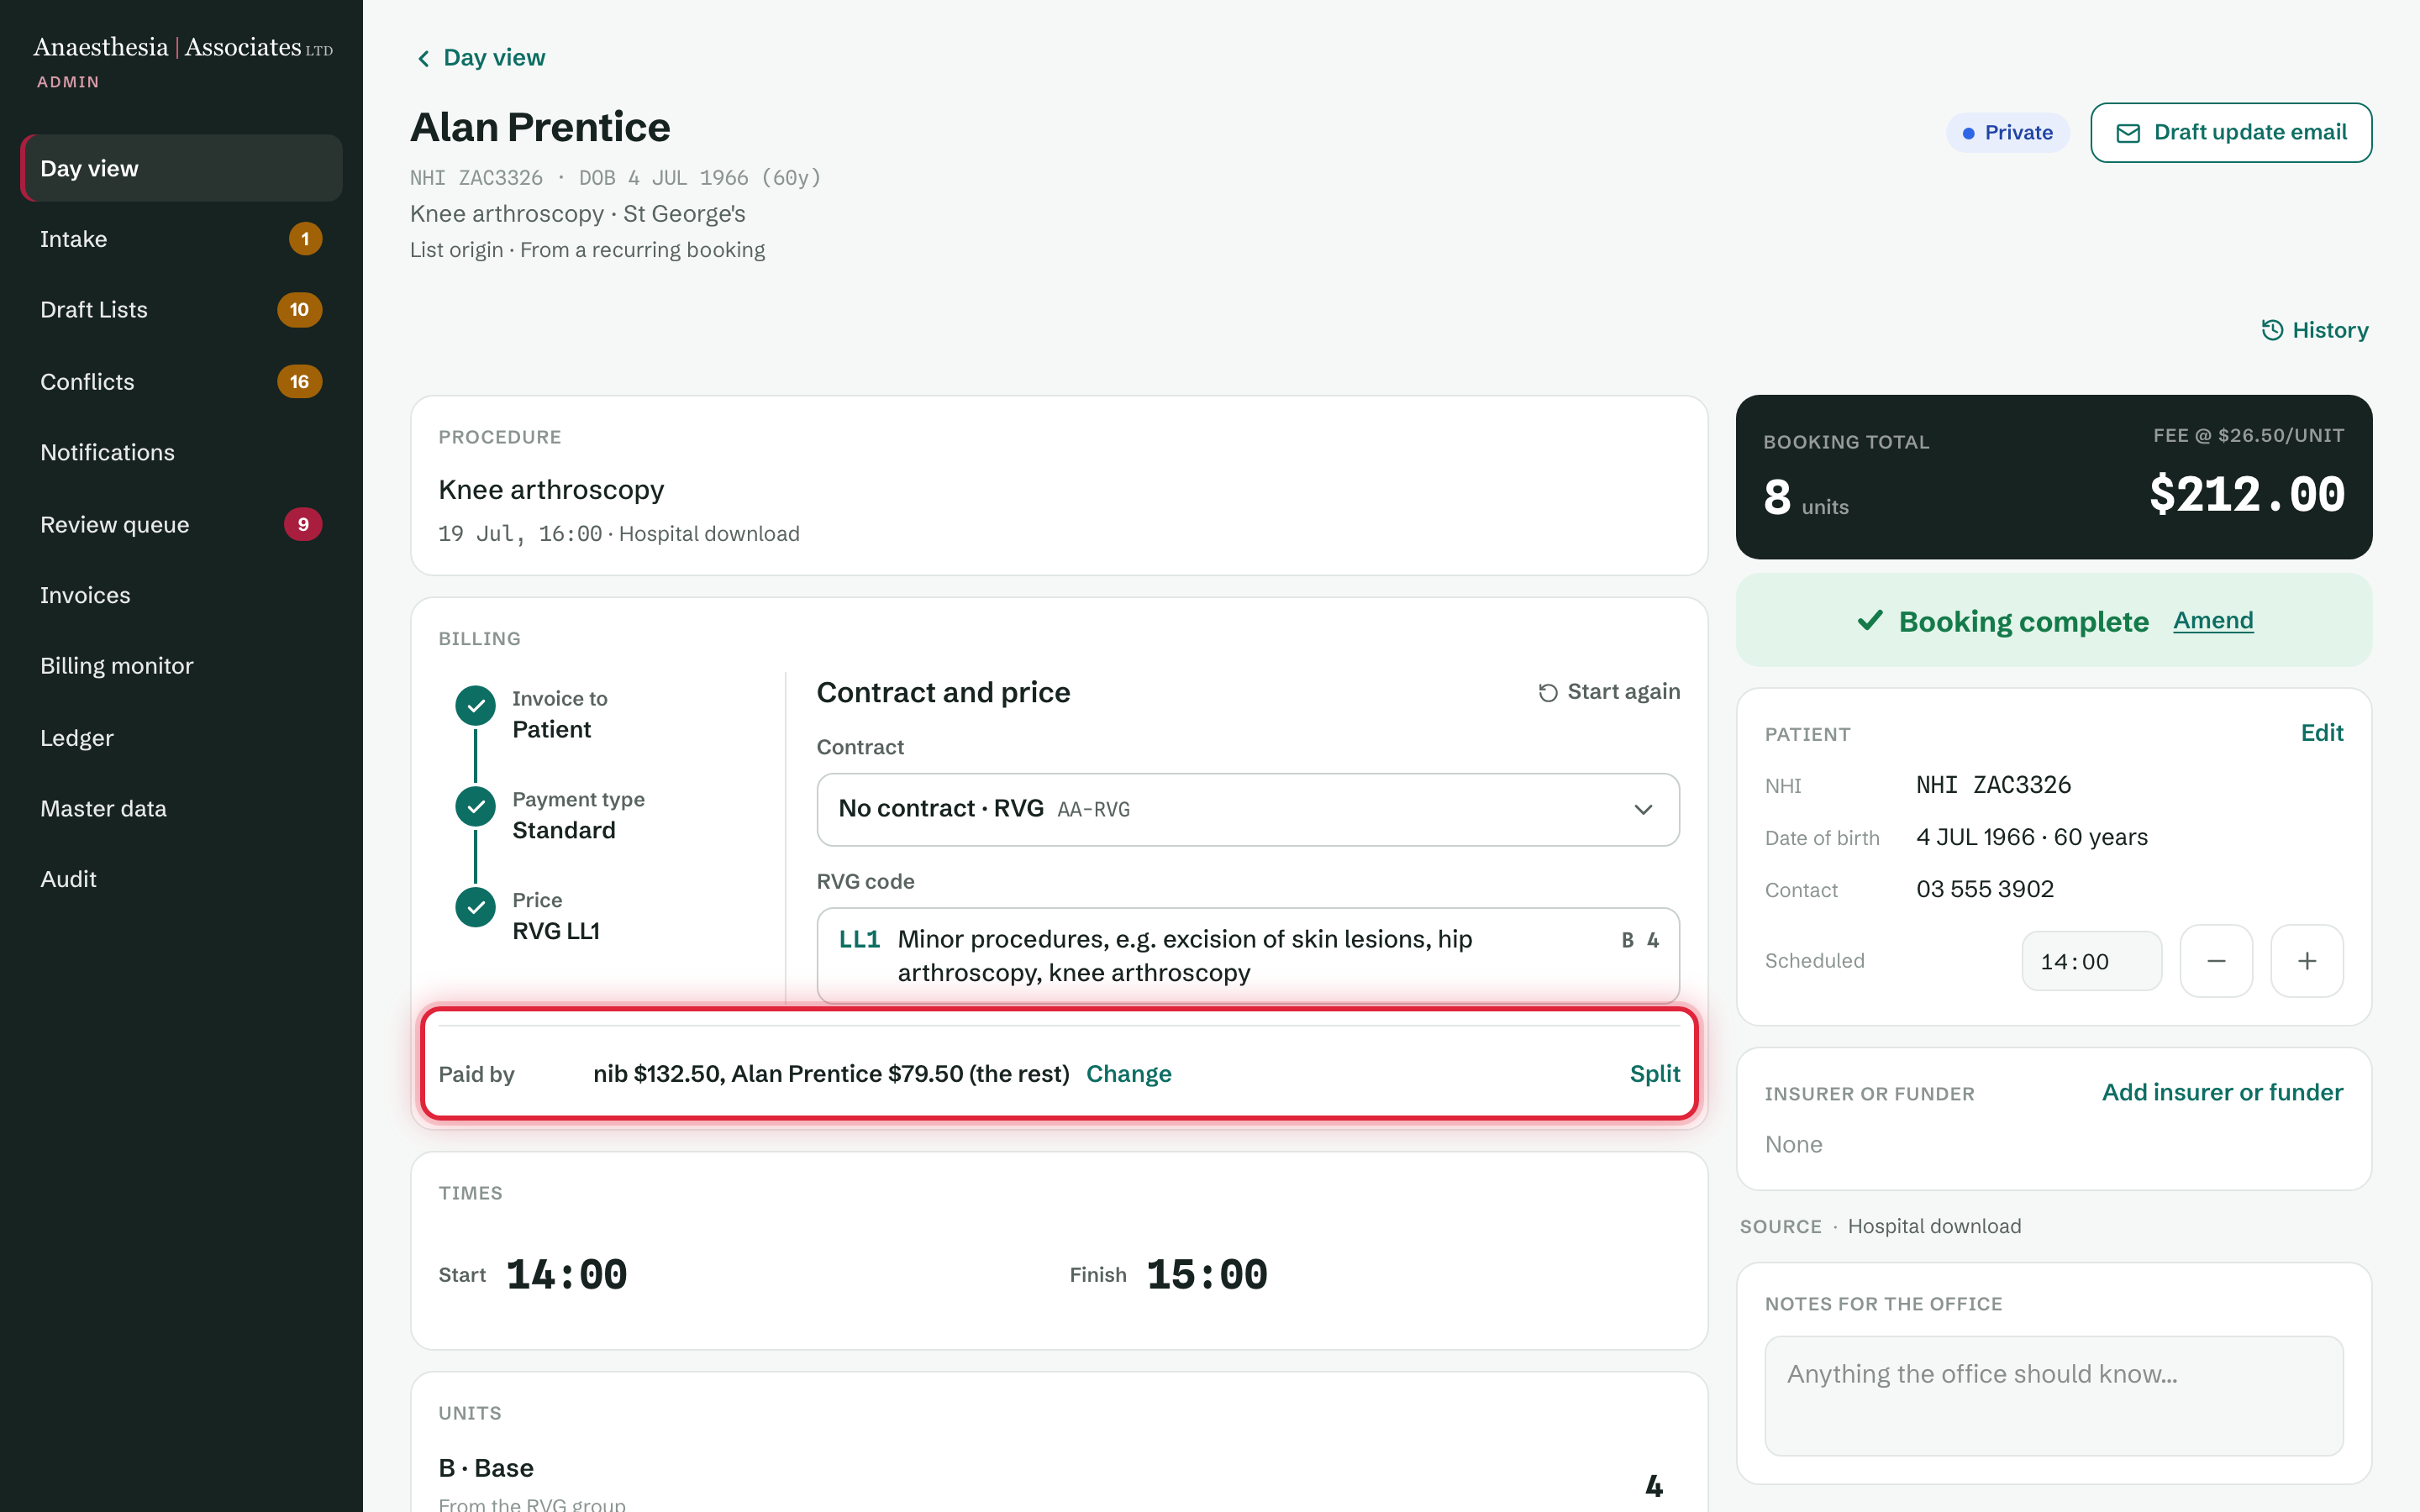 Anaesthesia | Associates LTD
ADMIN
Day view
Intake 1
Draft Lists 10
Conflicts 16
Notifications
Review queue 9
Invoices
Billing monitor
Ledger
Master data
Audit
Day view
Alan Prentice
NHI ZAC3326 · DOB 4 JUL 1966 (60y)
Knee arthroscopy · St George's
List origin · From a recurring booking
Private
Draft update email
History
PROCEDURE
Knee arthroscopy
19 Jul, 16:00 · Hospital download
BILLING
Invoice to
Patient
Payment type
Standard
Price
RVG LL1
Contract and price
Start again
Contract
No contract · RVG AA-RVG
RVG code
LL1 Minor procedures, e.g. excision of skin lesions, hip B 4
arthroscopy, knee arthroscopy
Paid by nib $132.50, Alan Prentice $79.50 (the rest) Change Split
TIMES
Start 14:00 Finish 15:00
UNITS
B · Base
4
From the RVG group
BOOKING TOTAL FEE @ $26.50/UNIT
8 units $212.00
Booking complete Amend
PATIENT Edit
NHI NHI ZAC3326
Date of birth 4 JUL 1966 · 60 years
Contact 03 555 3902
Scheduled 14:00 − +
INSURER OR FUNDER Add insurer or funder
None
SOURCE · Hospital download
NOTES FOR THE OFFICE
Anything the office should know...